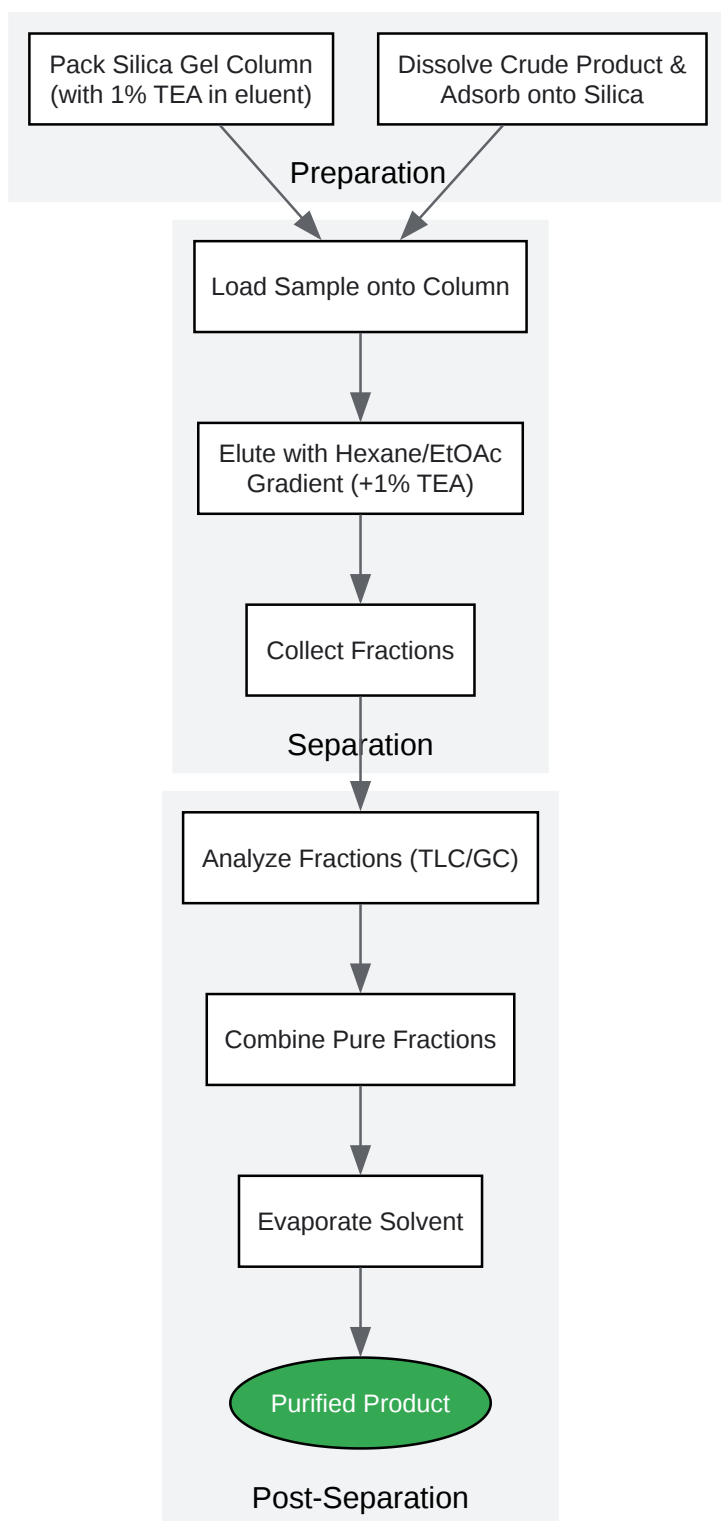 Pack Silica Gel Column
(with 1% TEA in eluent)
Dissolve Crude Product &
Adsorb onto Silica
Preparation
Load Sample onto Column
Elute with Hexane/EtOAc
Gradient (+1% TEA)
Collect Fractions
Separation
Analyze Fractions (TLC/GC)
Combine Pure Fractions
Evaporate Solvent
Purified Product
Post-Separation